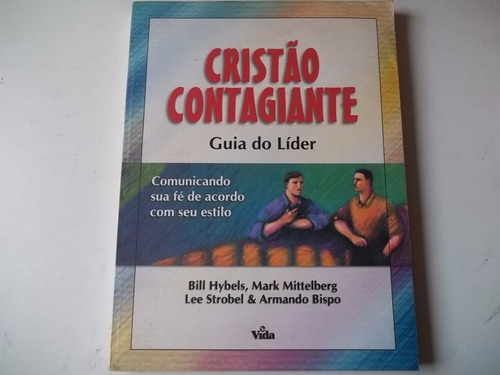 CRISTÃO
CONTAGIANTE
Guia do Líder
Comunicando
sua fé de acordo
com seu estilo
Bill Hybels, Mark Mittelberg
Lee Strobel & Armando Bispo
Vida